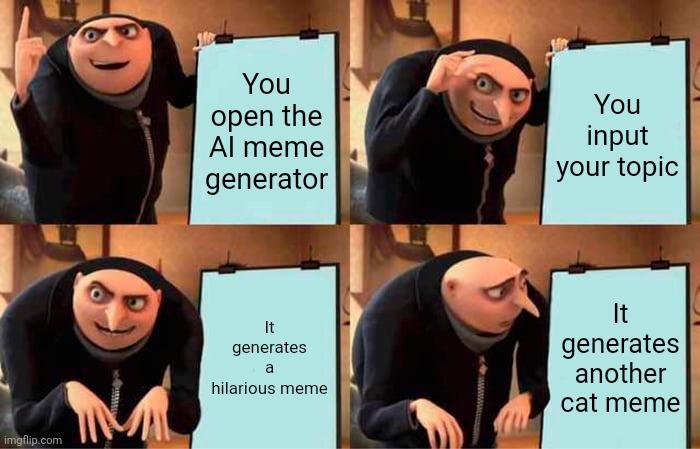 You
open the
AI meme
generator
You
input
your topic
It
generates
a
hilarious meme
It
generates
another
cat meme
imgflip.com